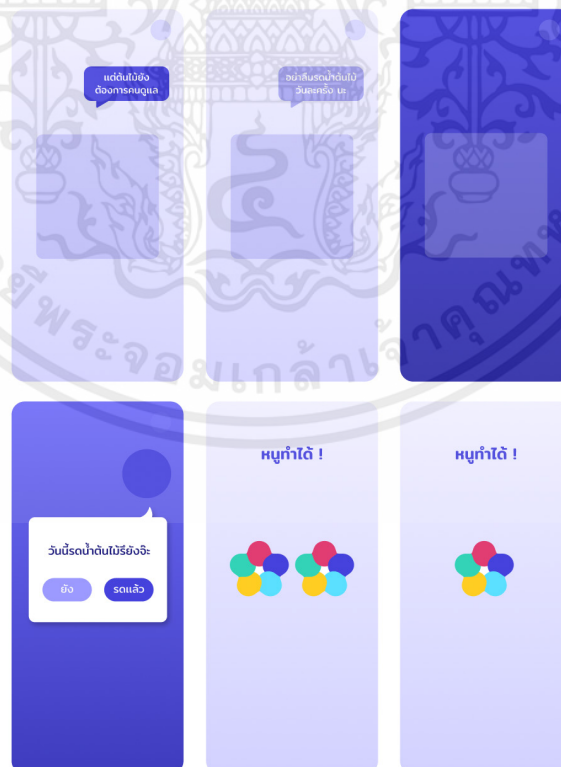 แต่ต้นไม้ยัง
ต้องการคนดูแล
อย่าลืมรดน้ำต้นไม้
วันละครั้ง นะ
หนูทำได้ !
หนูทำได้ !
วันนี้รดน้ำต้นไม้รึยังจ๊ะ
ยัง
รดแล้ว